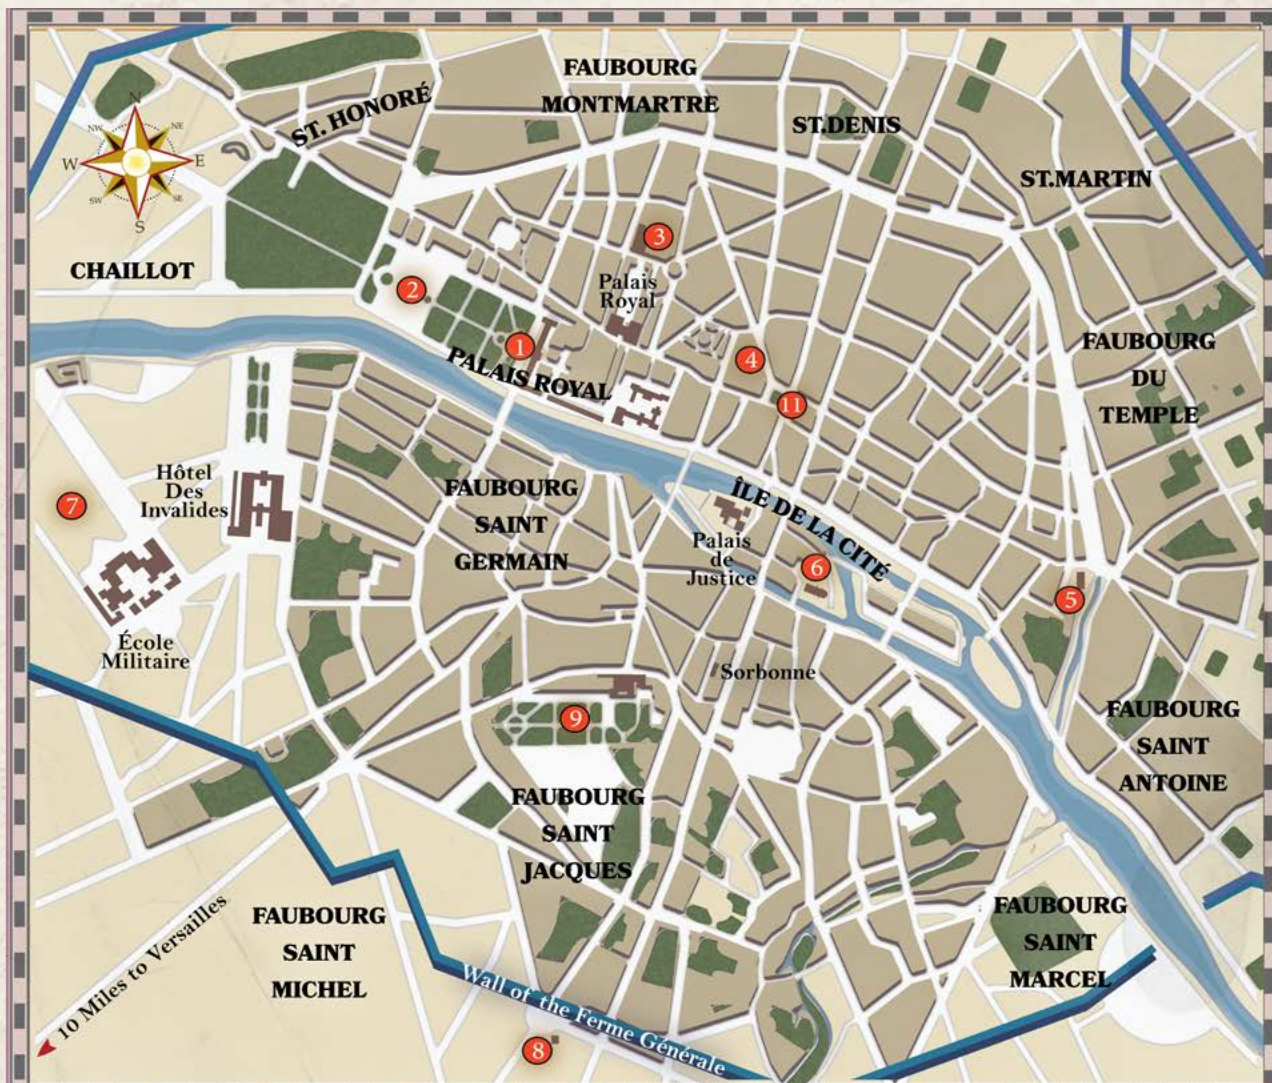 FAUBOURG
MONTMARTRE
ST. HONORÉ
ST.DENIS
N
NW
NE
W
E
SW
SE
S
ST.MARTIN
CHAILLOT
3
2
Palais
Royal
1
4
PALAIS ROYAL
11
FAUBOURG
DU
TEMPLE
7
Hôtel
Des
Invalides
FAUBOURG
SAINT
GERMAIN
ÎLE DE LA CITÉ
Palais
de
Justice
6
5
École
Militaire
Sorbonne
9
FAUBOURG
SAINT
ANTOINE
FAUBOURG
SAINT
JACQUES
10 Miles to Versailles
FAUBOURG
SAINT
MICHEL
FAUBOURG
SAINT
MARCEL
Wall of the Ferme Générale
8